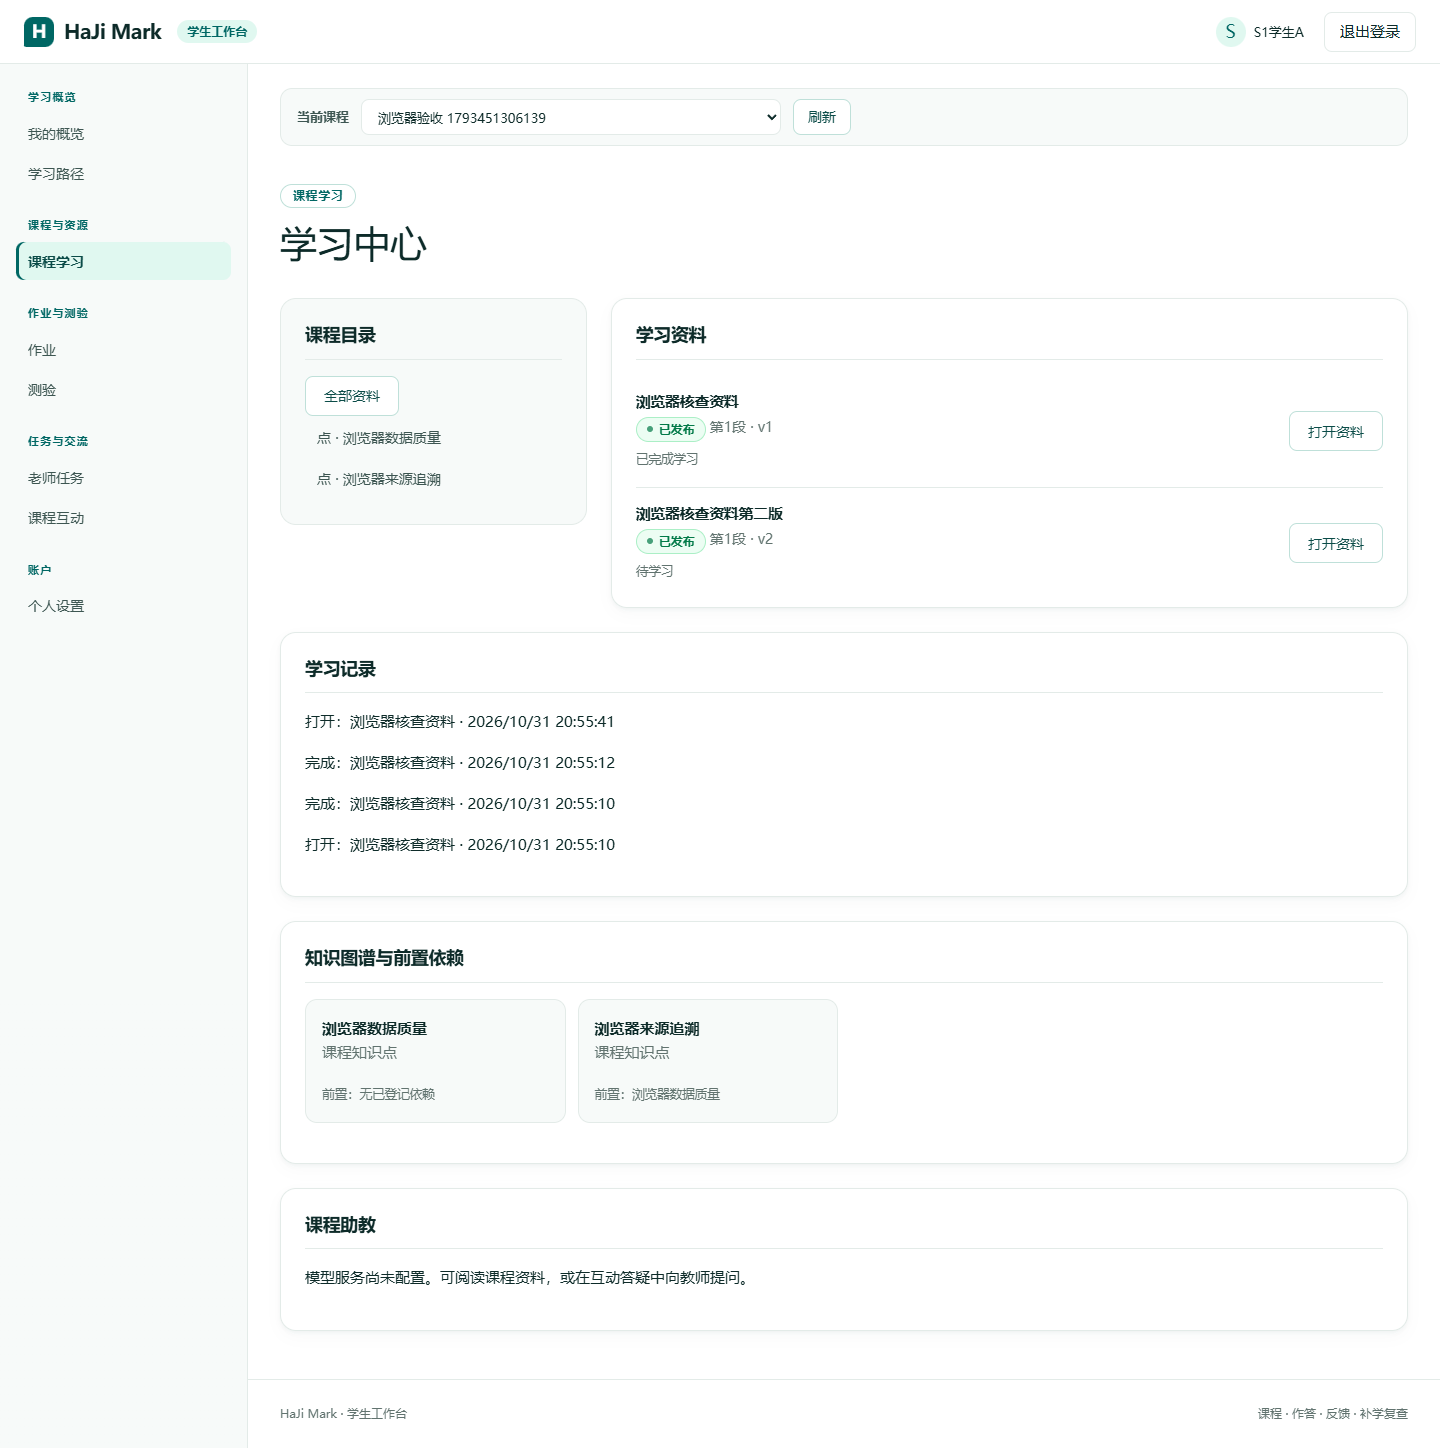 H HaJi Mark 学生工作台
S S1学生A 退出登录
学习概览
我的概览
学习路径
课程与资源
课程学习
作业与测验
作业
测验
任务与交流
老师任务
课程互动
账户
个人设置
当前课程 浏览器验收 1793451306139 刷新
课程学习
学习中心
课程目录
全部资料
点 · 浏览器数据质量
点 · 浏览器来源追溯
学习资料
浏览器核查资料
已发布 第1段 · v1
已完成学习
打开资料
浏览器核查资料第二版
已发布 第1段 · v2
待学习
打开资料
学习记录
打开：浏览器核查资料 · 2026/10/31 20:55:41
完成：浏览器核查资料 · 2026/10/31 20:55:12
完成：浏览器核查资料 · 2026/10/31 20:55:10
打开：浏览器核查资料 · 2026/10/31 20:55:10
知识图谱与前置依赖
浏览器数据质量
课程知识点
前置：无已登记依赖
浏览器来源追溯
课程知识点
前置：浏览器数据质量
课程助教
模型服务尚未配置。可阅读课程资料，或在互动答疑中向教师提问。
HaJi Mark · 学生工作台
课程 · 作答 · 反馈 · 补学复查